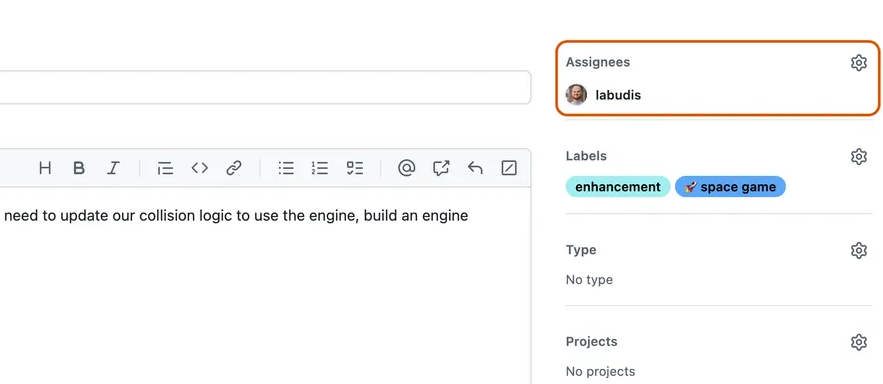 Assignees
labudis
H B I
need to update our collision logic to use the engine, build an engine
Labels
enhancement 🚀 space game
Type
No type
Projects
No projects